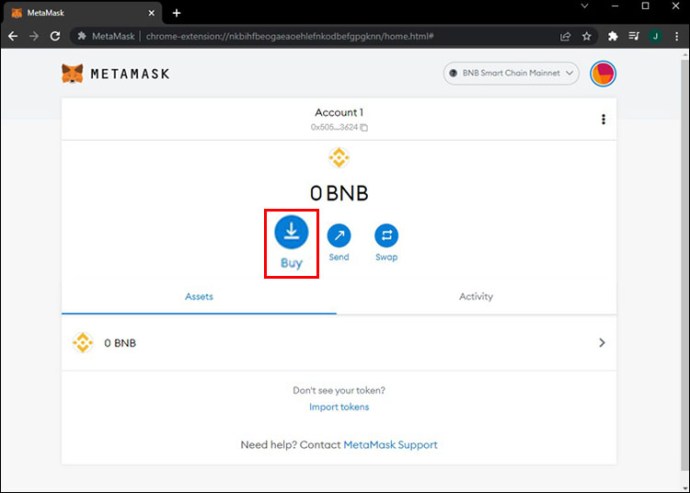 MetaMask
MetaMask | chrome-extension://nkbihfbeogaeaoehlefnkodbefgpgknn/home.html#
J
METAMASK
BNB Smart Chain Mainnet
Account 1
0x505...3624
0 BNB
Buy
Send
Swap
Assets
Activity
0 BNB
Don't see your token?
Import tokens
Need help? Contact MetaMask Support